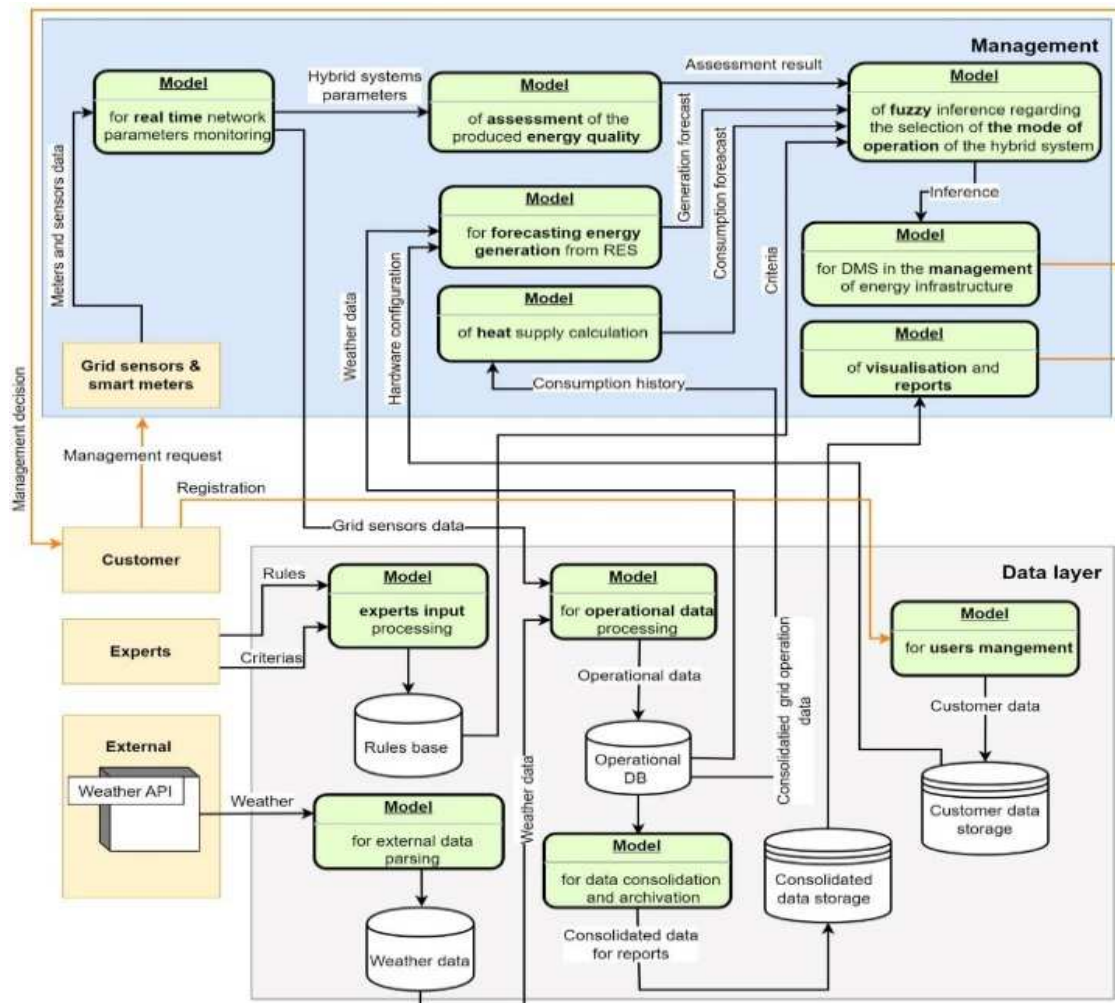 Management
Model
for real time network
parameters monitoring
Hybrid systems
parameters
Model
of assessment of the
produced energy quality
Assessment result
Model
of fuzzy inference regarding
the selection of the mode of
operation of the hybrid system
Meters and sensors data
Generation forecast
Consumption foreacast
Criteria
Inference
Model
for forecasting energy
generation from RES
Model
for DMS in the management
of energy infrastructure
Weather data
Hardware configuration
Model
of heat supply calculation
Model
of visualisation and
reports
Grid sensors &
smart meters
Consumption history
Management decision
Management request
Registration
Customer
Grid sensors data
Data layer
Rules
Model
experts input
processing
Model
for operational data
processing
Model
for users mangement
Experts
Criterias
Operational data
Consolidatied grid operation
data
Customer data
Rules base
Operational
DB
External
Weather API
Weather
Weather data
Customer data
storage
Model
for external data
parsing
Model
for data consolidation
and archivation
Consolidated
data storage
Weather data
Consolidated data
for reports